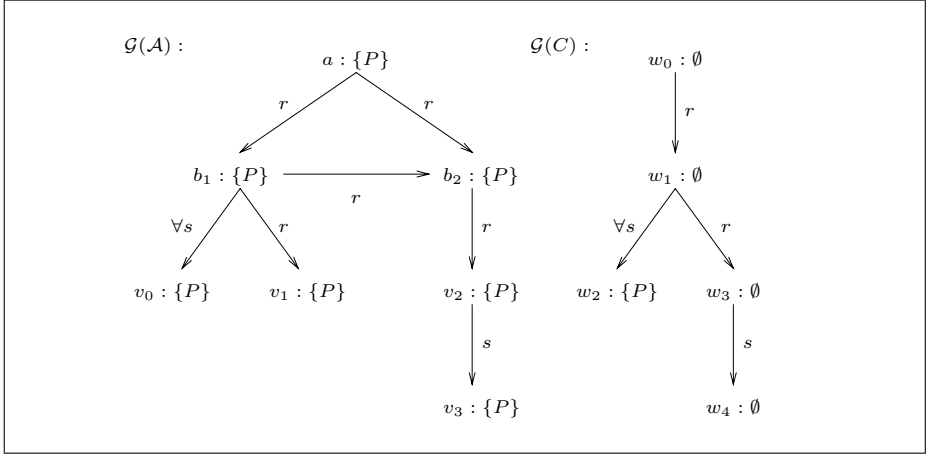 𝒢(𝒜) :
𝒢(C) :
a : {P}
w₀ : ∅
r
r
r
b₁ : {P}
r
b₂ : {P}
w₁ : ∅
∀s
r
r
∀s
r
v₀ : {P}
v₁ : {P}
v₂ : {P}
w₂ : {P}
w₃ : ∅
s
s
v₃ : {P}
w₄ : ∅